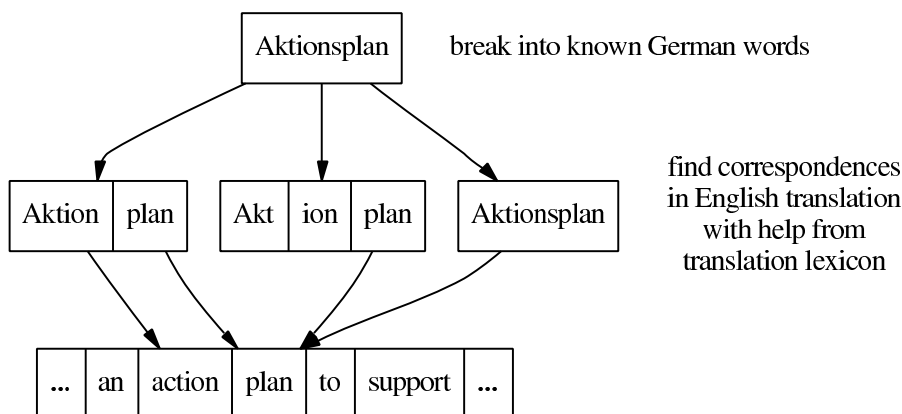 Aktionsplan
break into known German words
Aktion plan
Akt ion plan
Aktionsplan
find correspondences
in English translation
with help from
translation lexicon
... an action plan to support ...